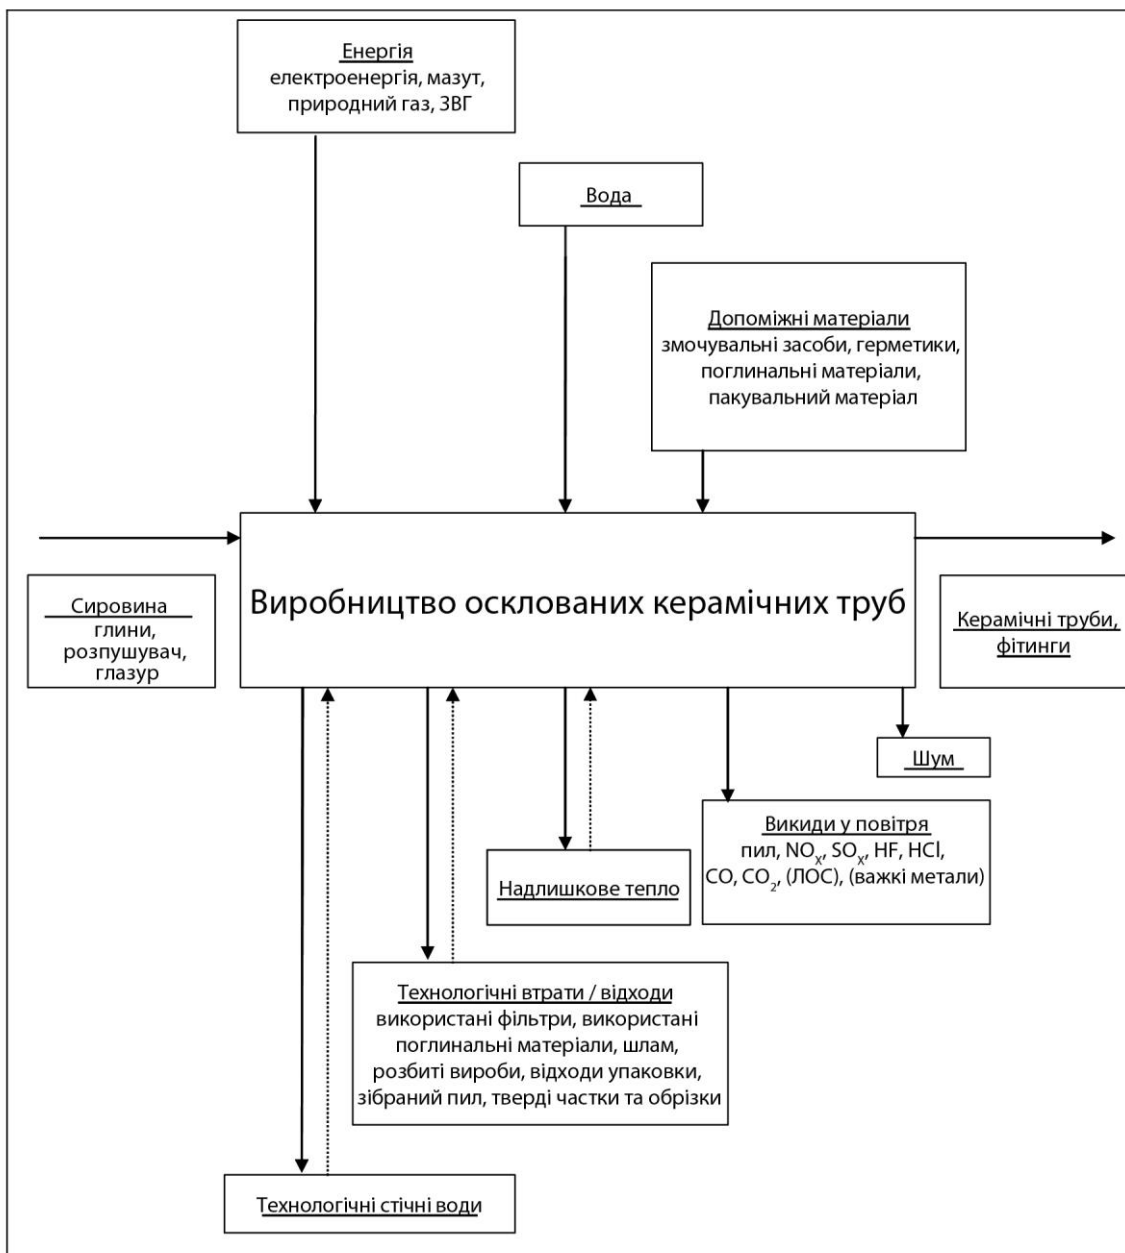 Енергія
електроенергія, мазут,
природний газ, ЗВГ
Вода
Допоміжні матеріали
змочувальні засоби, герметики,
поглинальні матеріали,
пакувальний матеріал
Виробництво осклованих керамічних труб
Сировина
глини,
розпушувач,
глазур
Керамічні труби,
фітинги
Шум
Викиди у повітря
пил, NOₓ, SOₓ, HF, HCl,
CO, CO₂, (ЛОС), (важкі метали)
Надлишкове тепло
Технологічні втрати / відходи
використані фільтри, використані
поглинальні матеріали, шлам,
розбиті вироби, відходи упаковки,
зібраний пил, тверді частки та обрізки
Технологічні стічні води